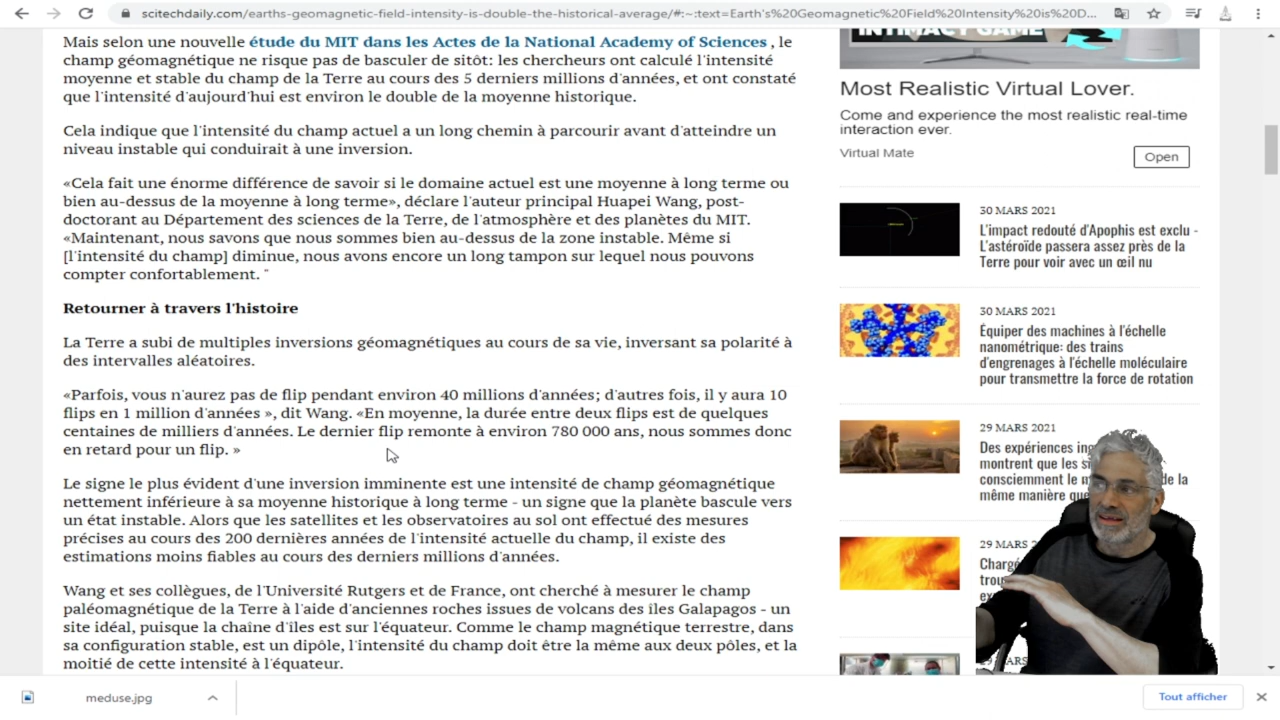 scitechdaily.com/earths-geomagnetic-field-intensity-is-double-the-historical-average/#:~:text=Earth's%20Geomagnetic%20Field%20Intensity%20is%20D...
Mais selon une nouvelle étude du MIT dans les Actes de la National Academy of Sciences , le
champ géomagnétique ne risque pas de basculer de sitôt: les chercheurs ont calculé l'intensité
moyenne et stable du champ de la Terre au cours des 5 derniers millions d'années, et ont constaté
que l'intensité d'aujourd'hui est environ le double de la moyenne historique.
Cela indique que l'intensité du champ actuel a un long chemin à parcourir avant d'atteindre un
niveau instable qui conduirait à une inversion.
«Cela fait une énorme différence de savoir si le domaine actuel est une moyenne à long terme ou
bien au-dessus de la moyenne à long terme», déclare l'auteur principal Huapei Wang, post-
doctorant au Département des sciences de la Terre, de l'atmosphère et des planètes du MIT.
«Maintenant, nous savons que nous sommes bien au-dessus de la zone instable. Même si
[l'intensité du champ] diminue, nous avons encore un long tampon sur lequel nous pouvons
compter confortablement. "
Retourner à travers l'histoire
La Terre a subi de multiples inversions géomagnétiques au cours de sa vie, inversant sa polarité à
des intervalles aléatoires.
«Parfois, vous n'aurez pas de flip pendant environ 40 millions d'années; d'autres fois, il y aura 10
flips en 1 million d'années », dit Wang. «En moyenne, la durée entre deux flips est de quelques
centaines de milliers d'années. Le dernier flip remonte à environ 780 000 ans, nous sommes donc
en retard pour un flip. »
Le signe le plus évident d'une inversion imminente est une intensité de champ géomagnétique
nettement inférieure à sa moyenne historique à long terme - un signe que la planète bascule vers
un état instable. Alors que les satellites et les observatoires au sol ont effectué des mesures
précises au cours des 200 dernières années de l'intensité actuelle du champ, il existe des
estimations moins fiables au cours des derniers millions d'années.
Wang et ses collègues, de l'Université Rutgers et de France, ont cherché à mesurer le champ
paléomagnétique de la Terre à l'aide d'anciennes roches issues de volcans des îles Galapagos - un
site idéal, puisque la chaîne d'îles est sur l'équateur. Comme le champ magnétique terrestre, dans
sa configuration stable, est un dipôle, l'intensité du champ doit être la même aux deux pôles, et la
moitié de cette intensité à l'équateur.
INTIMACY GAME
Most Realistic Virtual Lover.
Come and experience the most realistic real-time
interaction ever.
Virtual Mate
Open
30 MARS 2021
L'impact redouté d'Apophis est exclu -
L'astéroïde passera assez près de la
Terre pour voir avec un œil nu
30 MARS 2021
Équiper des machines à l'échelle
nanométrique: des trains
d'engrenages à l'échelle moléculaire
pour transmettre la force de rotation
29 MARS 2021
Des expériences
montrent que les
consciemment le de la
même manière
29 MARS
meduse.jpg
Tout afficher